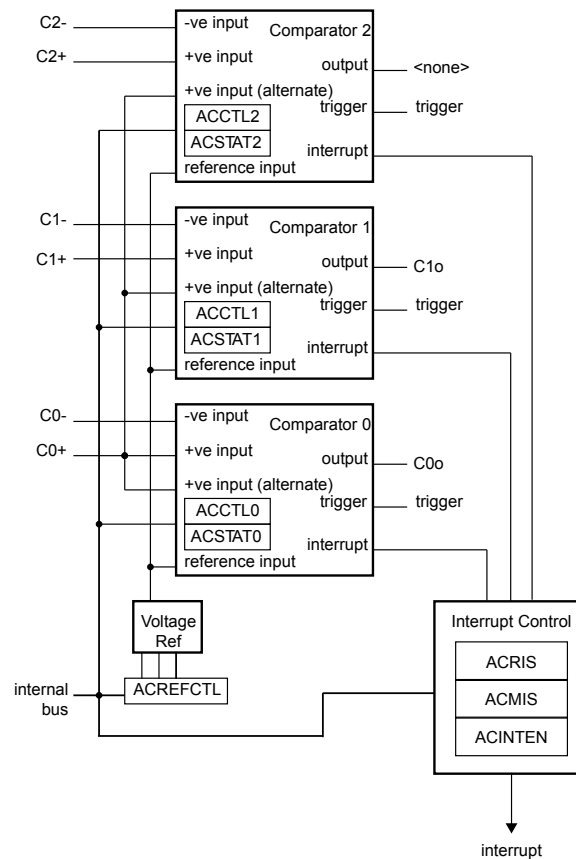 C2-
-ve input
Comparator 2
C2+
+ve input
output
<none>
+ve input (alternate)
trigger
trigger
ACCTL2
ACSTAT2
interrupt
reference input
C1-
-ve input
Comparator 1
C1+
+ve input
output
C1o
+ve input (alternate)
trigger
trigger
ACCTL1
ACSTAT1
interrupt
reference input
C0-
-ve input
Comparator 0
C0+
+ve input
output
C0o
+ve input (alternate)
trigger
trigger
ACCTL0
ACSTAT0
interrupt
reference input
Voltage
Ref
Interrupt Control
ACRIS
internal
bus
ACREFCTL
ACMIS
ACINTEN
interrupt